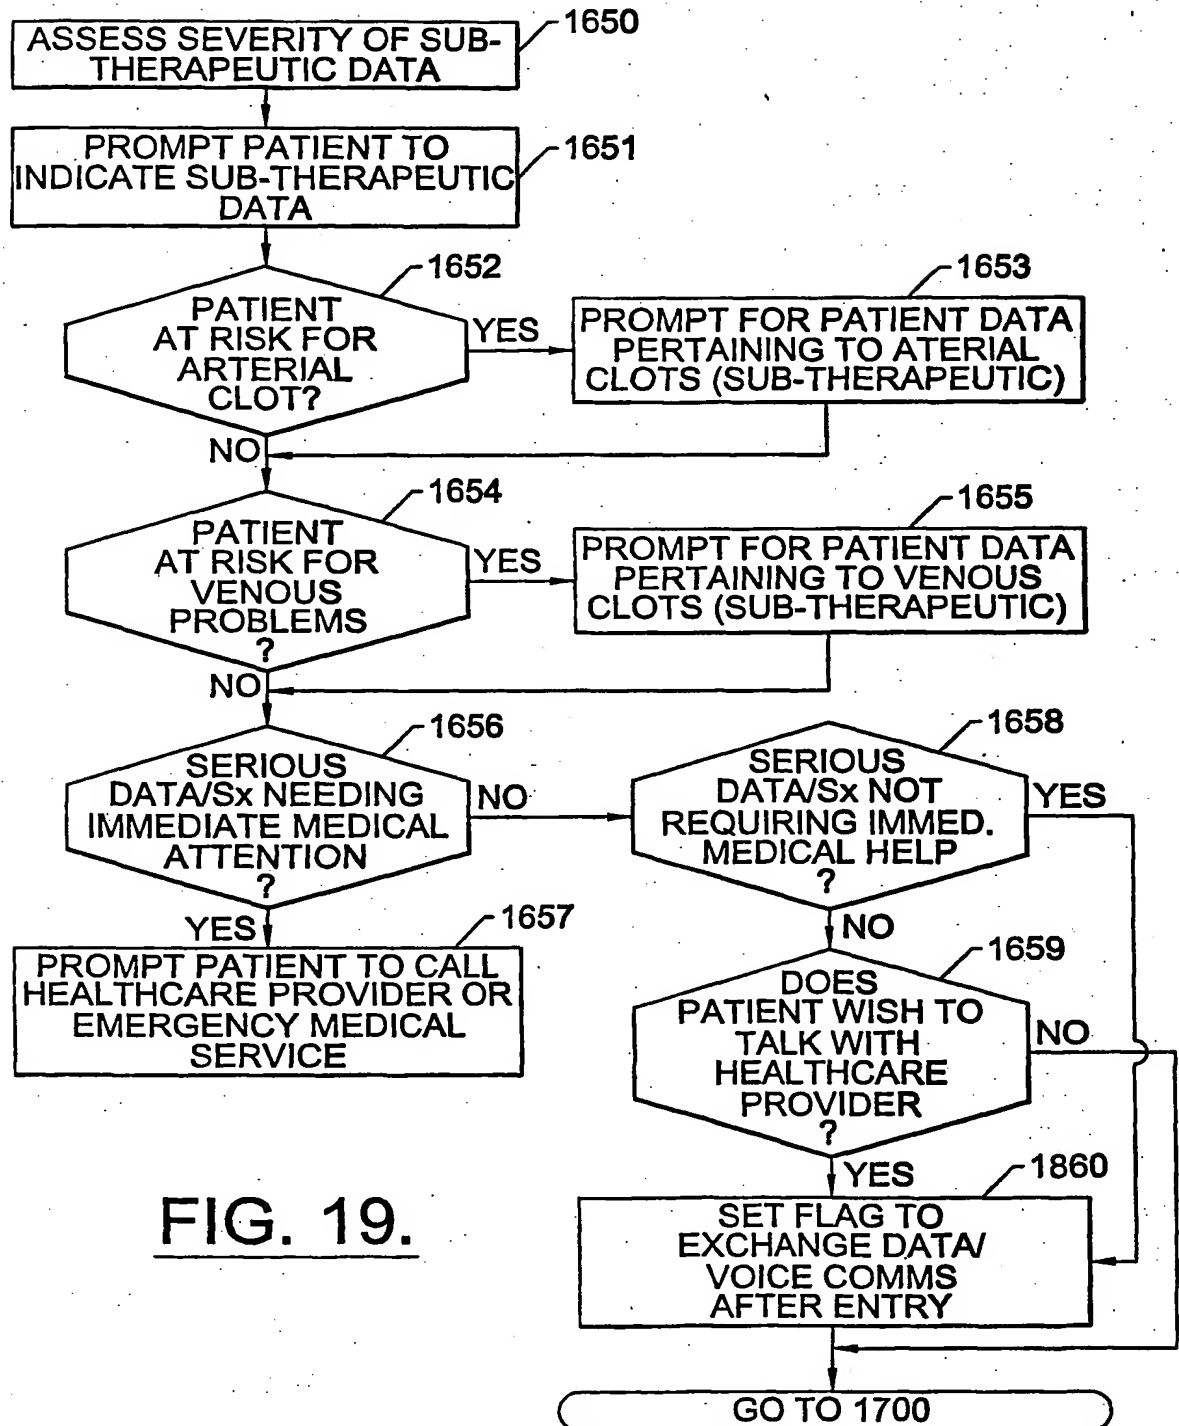 1650
ASSESS SEVERITY OF SUB-
THERAPEUTIC DATA
1651
PROMPT PATIENT TO
INDICATE SUB-THERAPEUTIC
DATA
1652
PATIENT
AT RISK FOR
ARTERIAL
CLOT?
YES
NO
1653
PROMPT FOR PATIENT DATA
PERTAINING TO ATERIAL
CLOTS (SUB-THERAPEUTIC)
1654
PATIENT
AT RISK FOR
VENOUS
PROBLEMS
?
YES
NO
1655
PROMPT FOR PATIENT DATA
PERTAINING TO VENOUS
CLOTS (SUB-THERAPEUTIC)
1656
SERIOUS
DATA/Sx NEEDING
IMMEDIATE MEDICAL
ATTENTION
?
NO
YES
1657
PROMPT PATIENT TO CALL
HEALTHCARE PROVIDER OR
EMERGENCY MEDICAL
SERVICE
1658
SERIOUS
DATA/Sx NOT
REQUIRING IMMED.
MEDICAL HELP
?
YES
NO
1659
DOES
PATIENT WISH TO
TALK WITH
HEALTHCARE
PROVIDER
?
NO
YES
1860
SET FLAG TO
EXCHANGE DATA/
VOICE COMMS
AFTER ENTRY
GO TO 1700
FIG. 19.